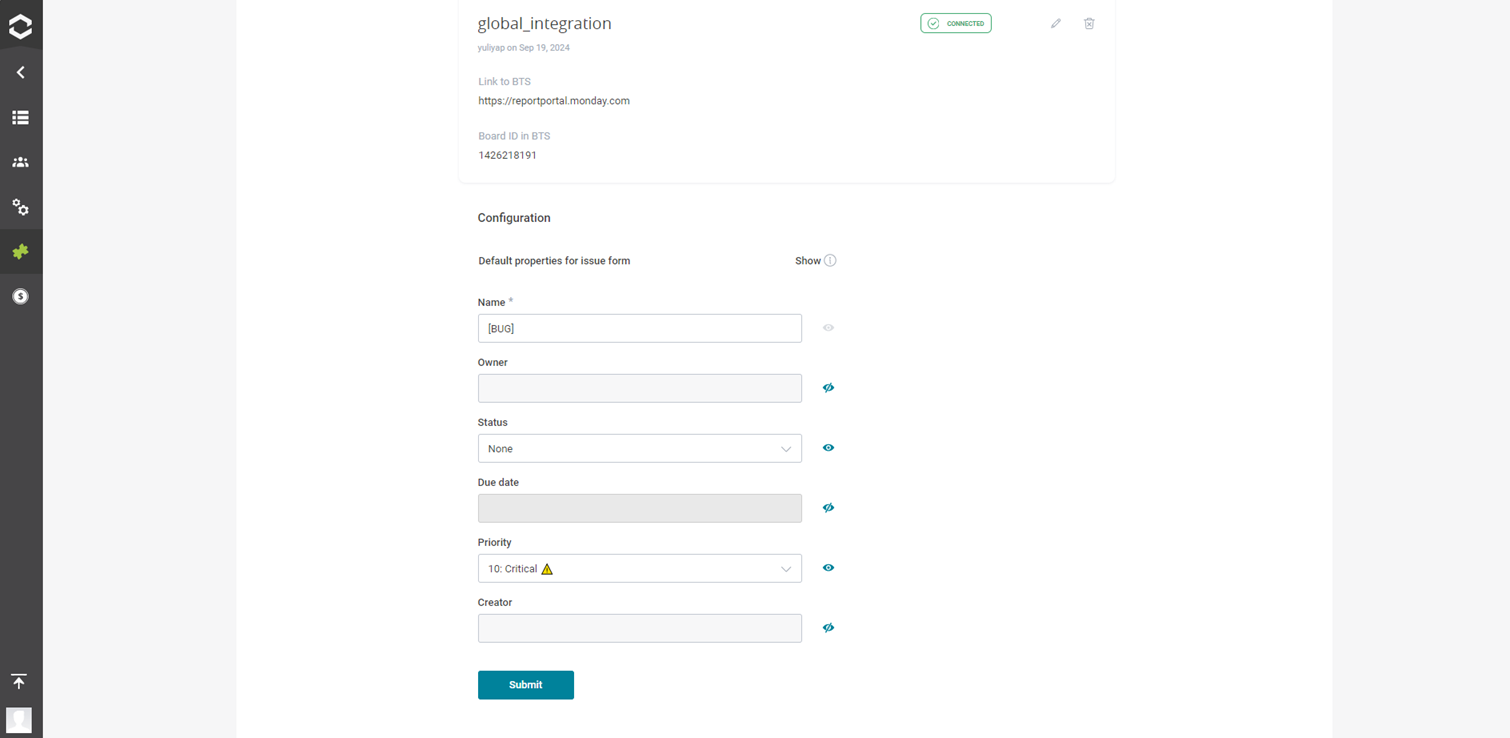 global_integration
CONNECTED
yuliyap on Sep 19, 2024
Link to BTS
https://reportportal.monday.com
Board ID in BTS
1426218191
Configuration
Default properties for issue form
Show
Name *
[BUG]
Owner
Status
None
Due date
Priority
10: Critical ⚠️
Creator
Submit